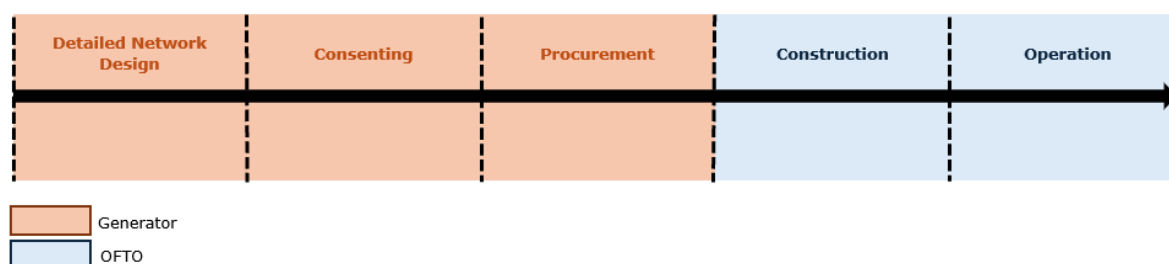 Detailed Network
Design
Consenting
Procurement
Construction
Operation
Generator
OFTO